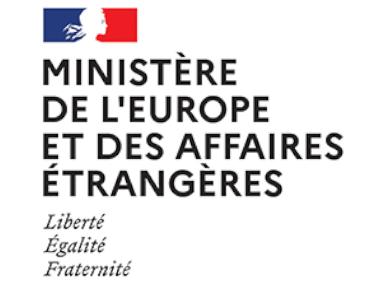 MINISTÈRE
DE L'EUROPE
ET DES AFFAIRES
ÉTRANGÈRES
Liberté
Égalité
Fraternité